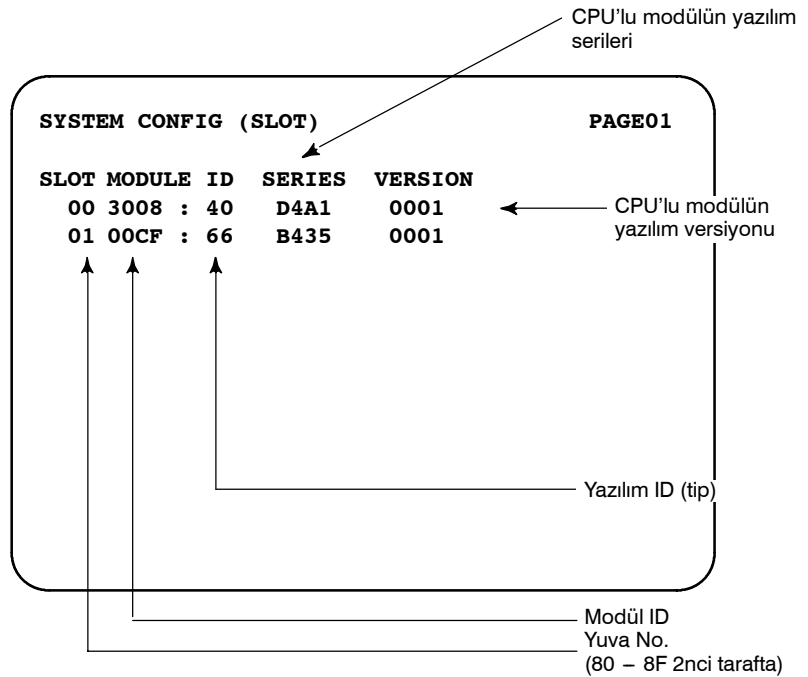 CPU'lu modülün yazılım
serileri
SYSTEM CONFIG (SLOT) PAGE01
SLOT MODULE ID SERIES VERSION
00 3008 : 40 D4A1 0001
01 00CF : 66 B435 0001
CPU'lu modülün
yazılım versiyonu
Yazılım ID (tip)
Modül ID
Yuva No.
(80 – 8F 2nci tarafta)